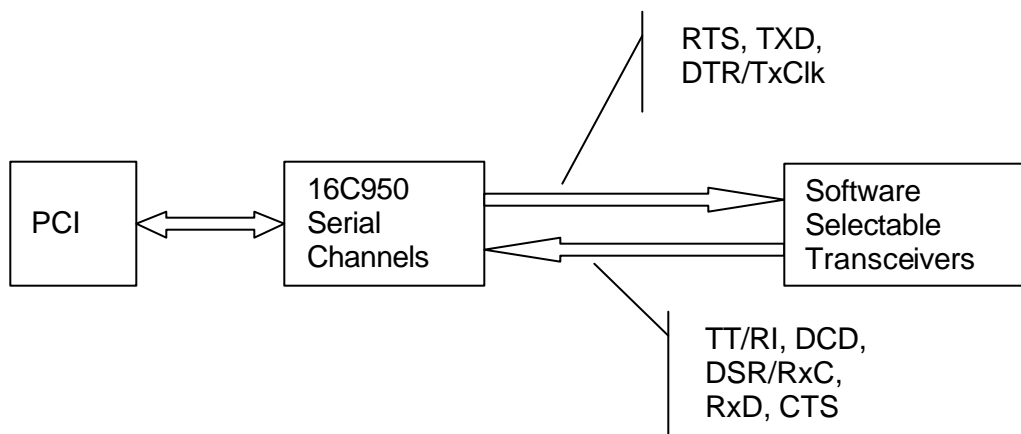 RTS, TXD,
DTR/TxClk
PCI
16C950
Serial
Channels
Software
Selectable
Transceivers
TT/RI, DCD,
DSR/RxC,
RxD, CTS